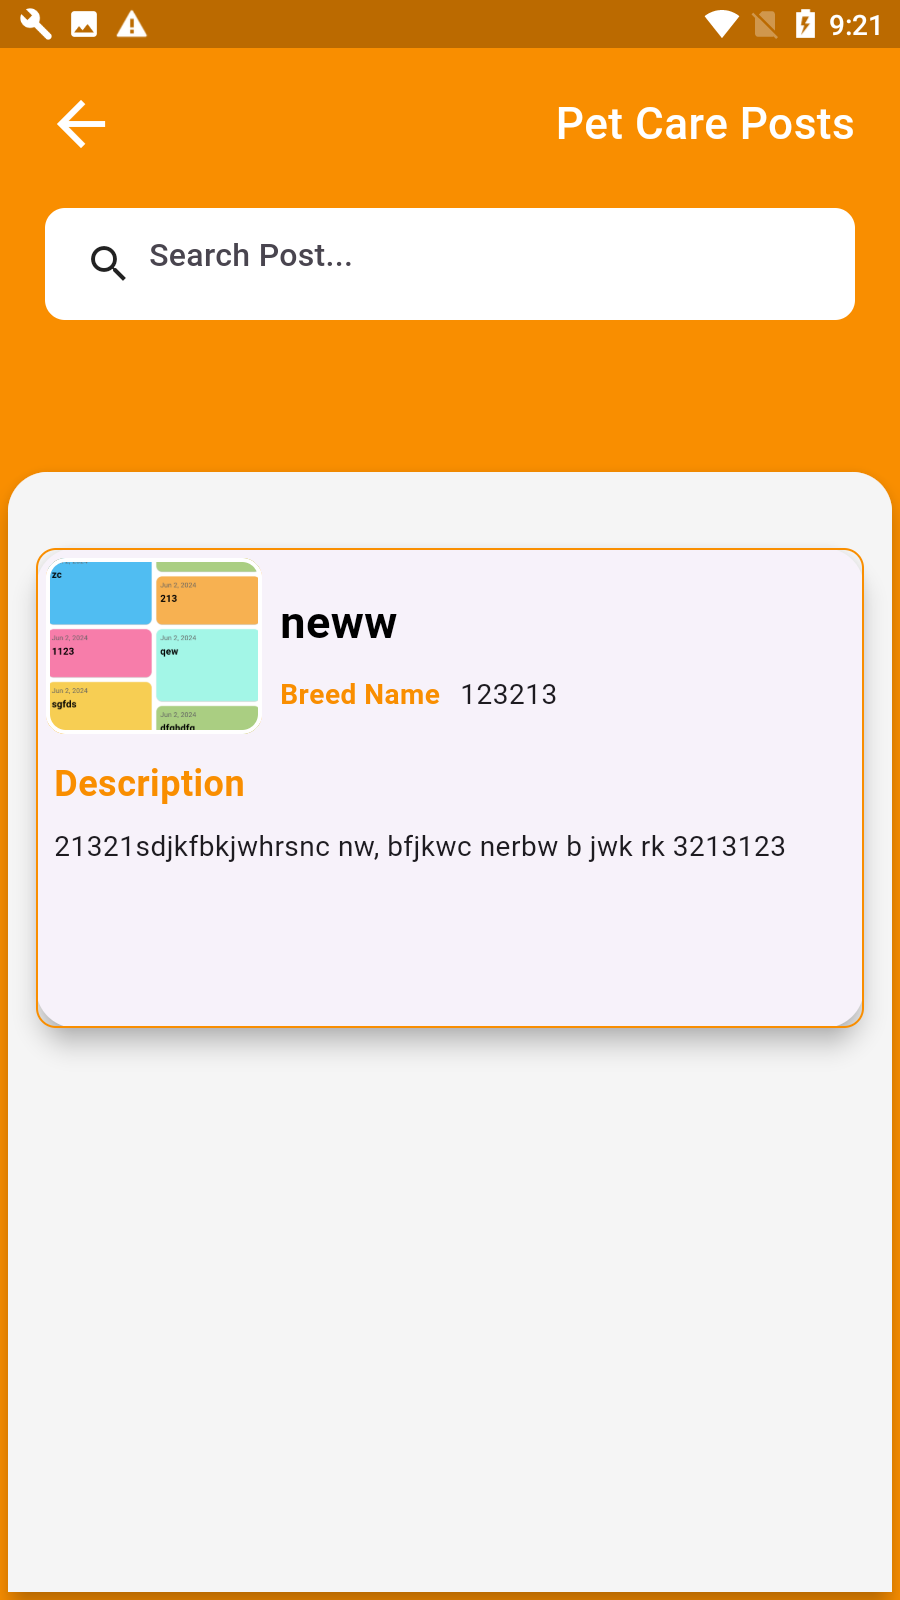 9:21
Pet Care Posts
Search Post...
zc
Jun 2, 2024
213
Jun 2, 2024
1123
Jun 2, 2024
qew
Jun 2, 2024
sgfds
Jun 2, 2024
neww
Breed Name 123213
Description
21321sdjkfbkjwhrsnc nw, bfjkwc nerbw b jwk rk 3213123